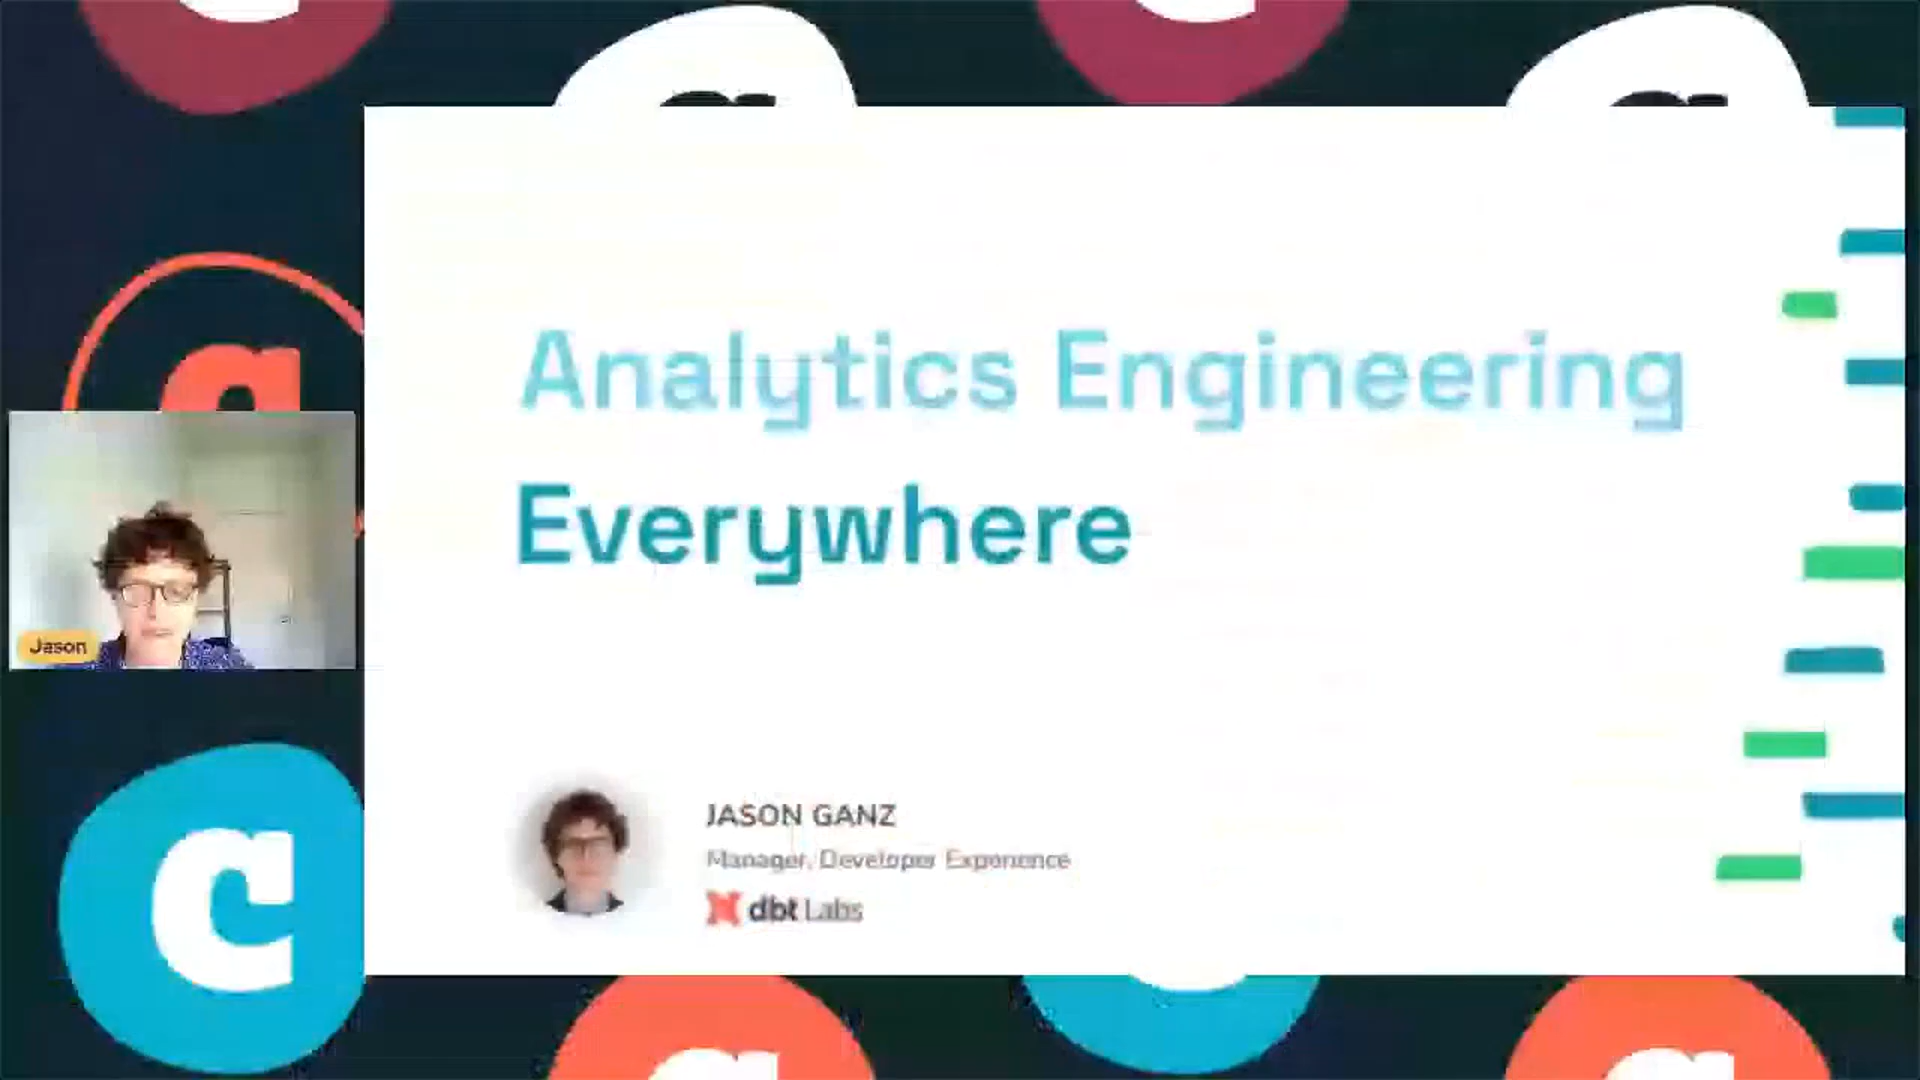 Analytics Engineering
Everywhere
Jason
JASON GANZ
Manager, Developer Experience
dbt Labs